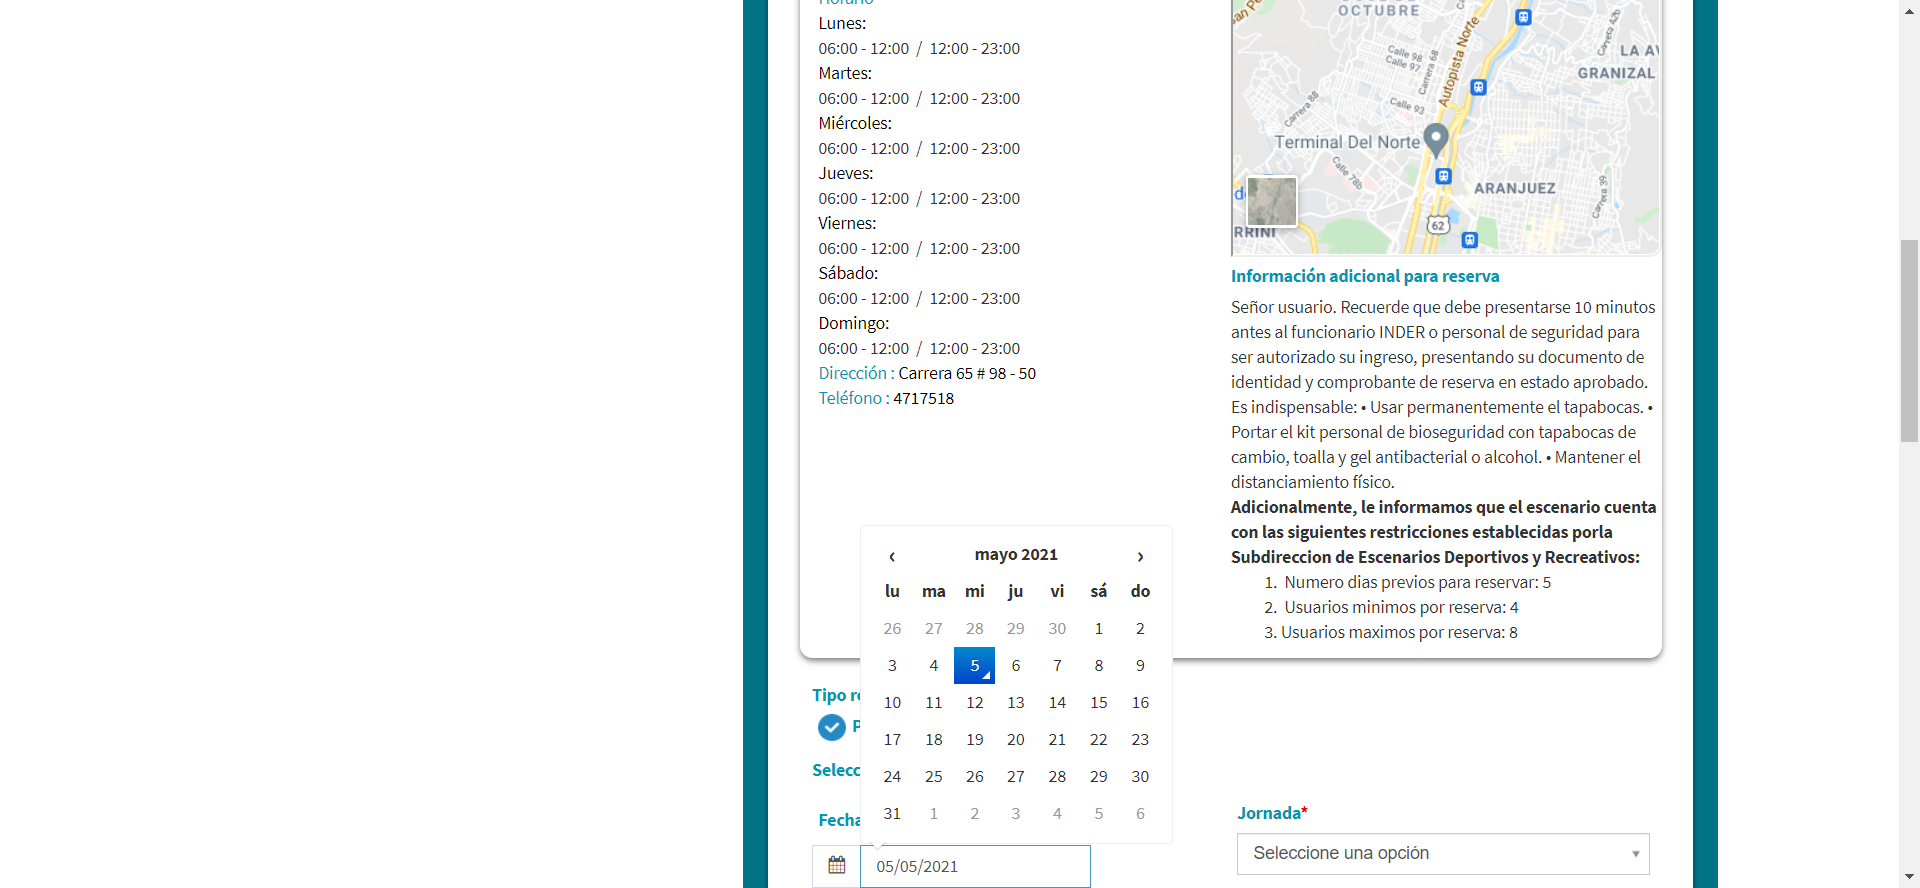 Horario
Lunes:
06:00 - 12:00 / 12:00 - 23:00
Martes:
06:00 - 12:00 / 12:00 - 23:00
Miércoles:
06:00 - 12:00 / 12:00 - 23:00
Jueves:
06:00 - 12:00 / 12:00 - 23:00
Viernes:
06:00 - 12:00 / 12:00 - 23:00
Sábado:
06:00 - 12:00 / 12:00 - 23:00
Domingo:
06:00 - 12:00 / 12:00 - 23:00
Dirección : Carrera 65 # 98 - 50
Teléfono : 4717518
OCTUBRE
Calle 98
Calle 97
Carrera 68
Autopista Norte
Carrera 42b
LA AV
GRANIZAL
Carrera 88
Calle 93
Terminal Del Norte
Calle 78b
ARANJUEZ
Carrera 39
62
RRINI
Información adicional para reserva
Señor usuario. Recuerde que debe presentarse 10 minutos
antes al funcionario INDER o personal de seguridad para
ser autorizado su ingreso, presentando su documento de
identidad y comprobante de reserva en estado aprobado.
Es indispensable: • Usar permanentemente el tapabocas. •
Portar el kit personal de bioseguridad con tapabocas de
cambio, toalla y gel antibacterial o alcohol. • Mantener el
distanciamiento físico.
Adicionalmente, le informamos que el escenario cuenta
con las siguientes restricciones establecidas porla
Subdireccion de Escenarios Deportivos y Recreativos:
1. Numero dias previos para reservar: 5
2. Usuarios minimos por reserva: 4
3. Usuarios maximos por reserva: 8
‹ mayo 2021 ›
lu ma mi ju vi sá do
26 27 28 29 30 1 2
3 4 5 6 7 8 9
10 11 12 13 14 15 16
17 18 19 20 21 22 23
24 25 26 27 28 29 30
31 1 2 3 4 5 6
Tipo re
P
Selecc
Fecha
05/05/2021
Jornada*
Seleccione una opción